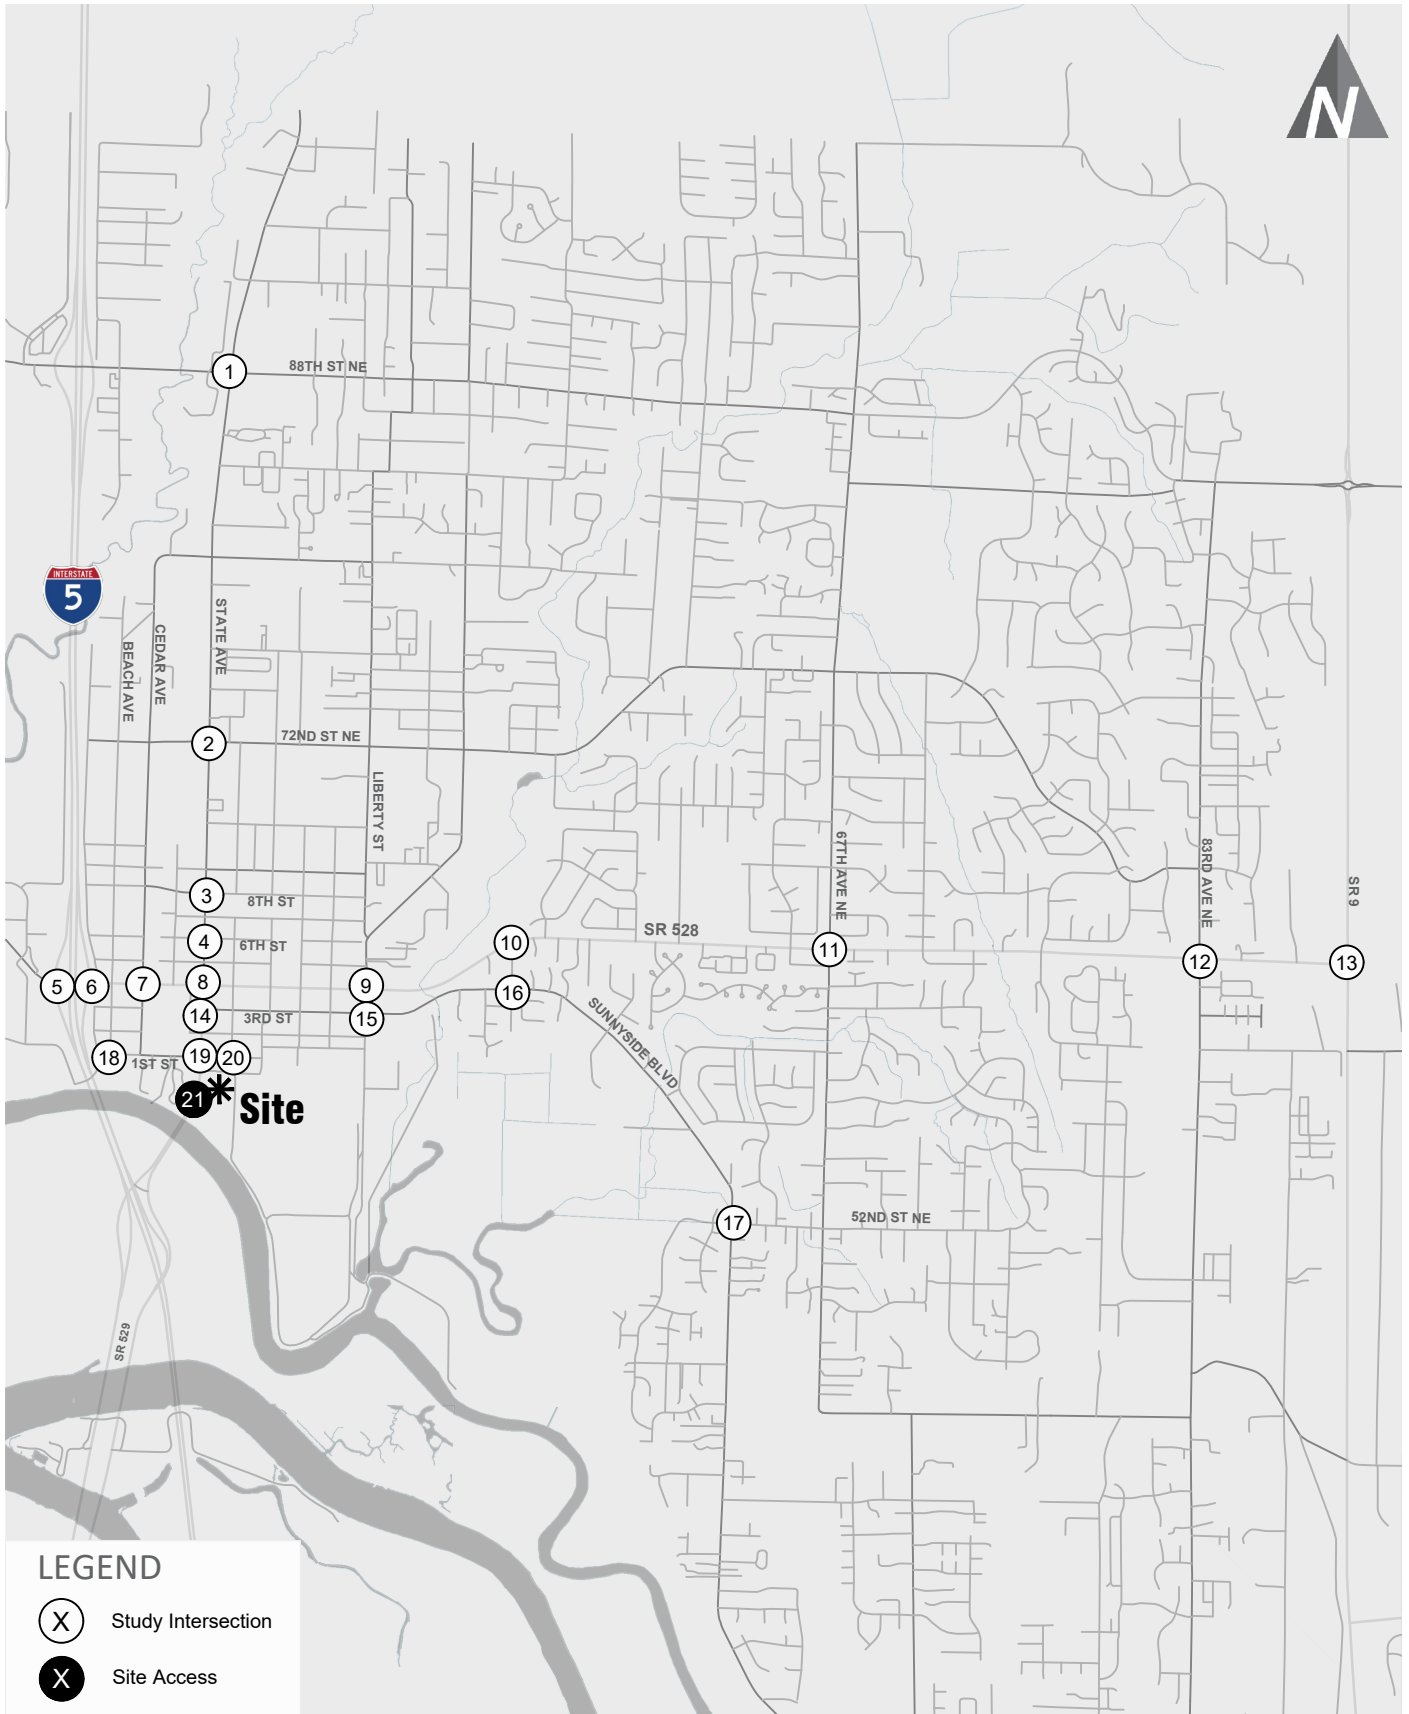 N
1
88TH ST NE
INTERSTATE
5
STATE AVE
CEDAR AVE
BEACH AVE
2
72ND ST NE
LIBERTY ST
67TH AVE NE
83RD AVE NE
SR 9
3
8TH ST
4
6TH ST
10
SR 528
11
12
13
5
6
7
8
9
16
14
3RD ST
15
SUNNYSIDE BLVD
18
1ST ST
19
20
21
Site
17
52ND ST NE
SR 529
LEGEND
X Study Intersection
X Site Access